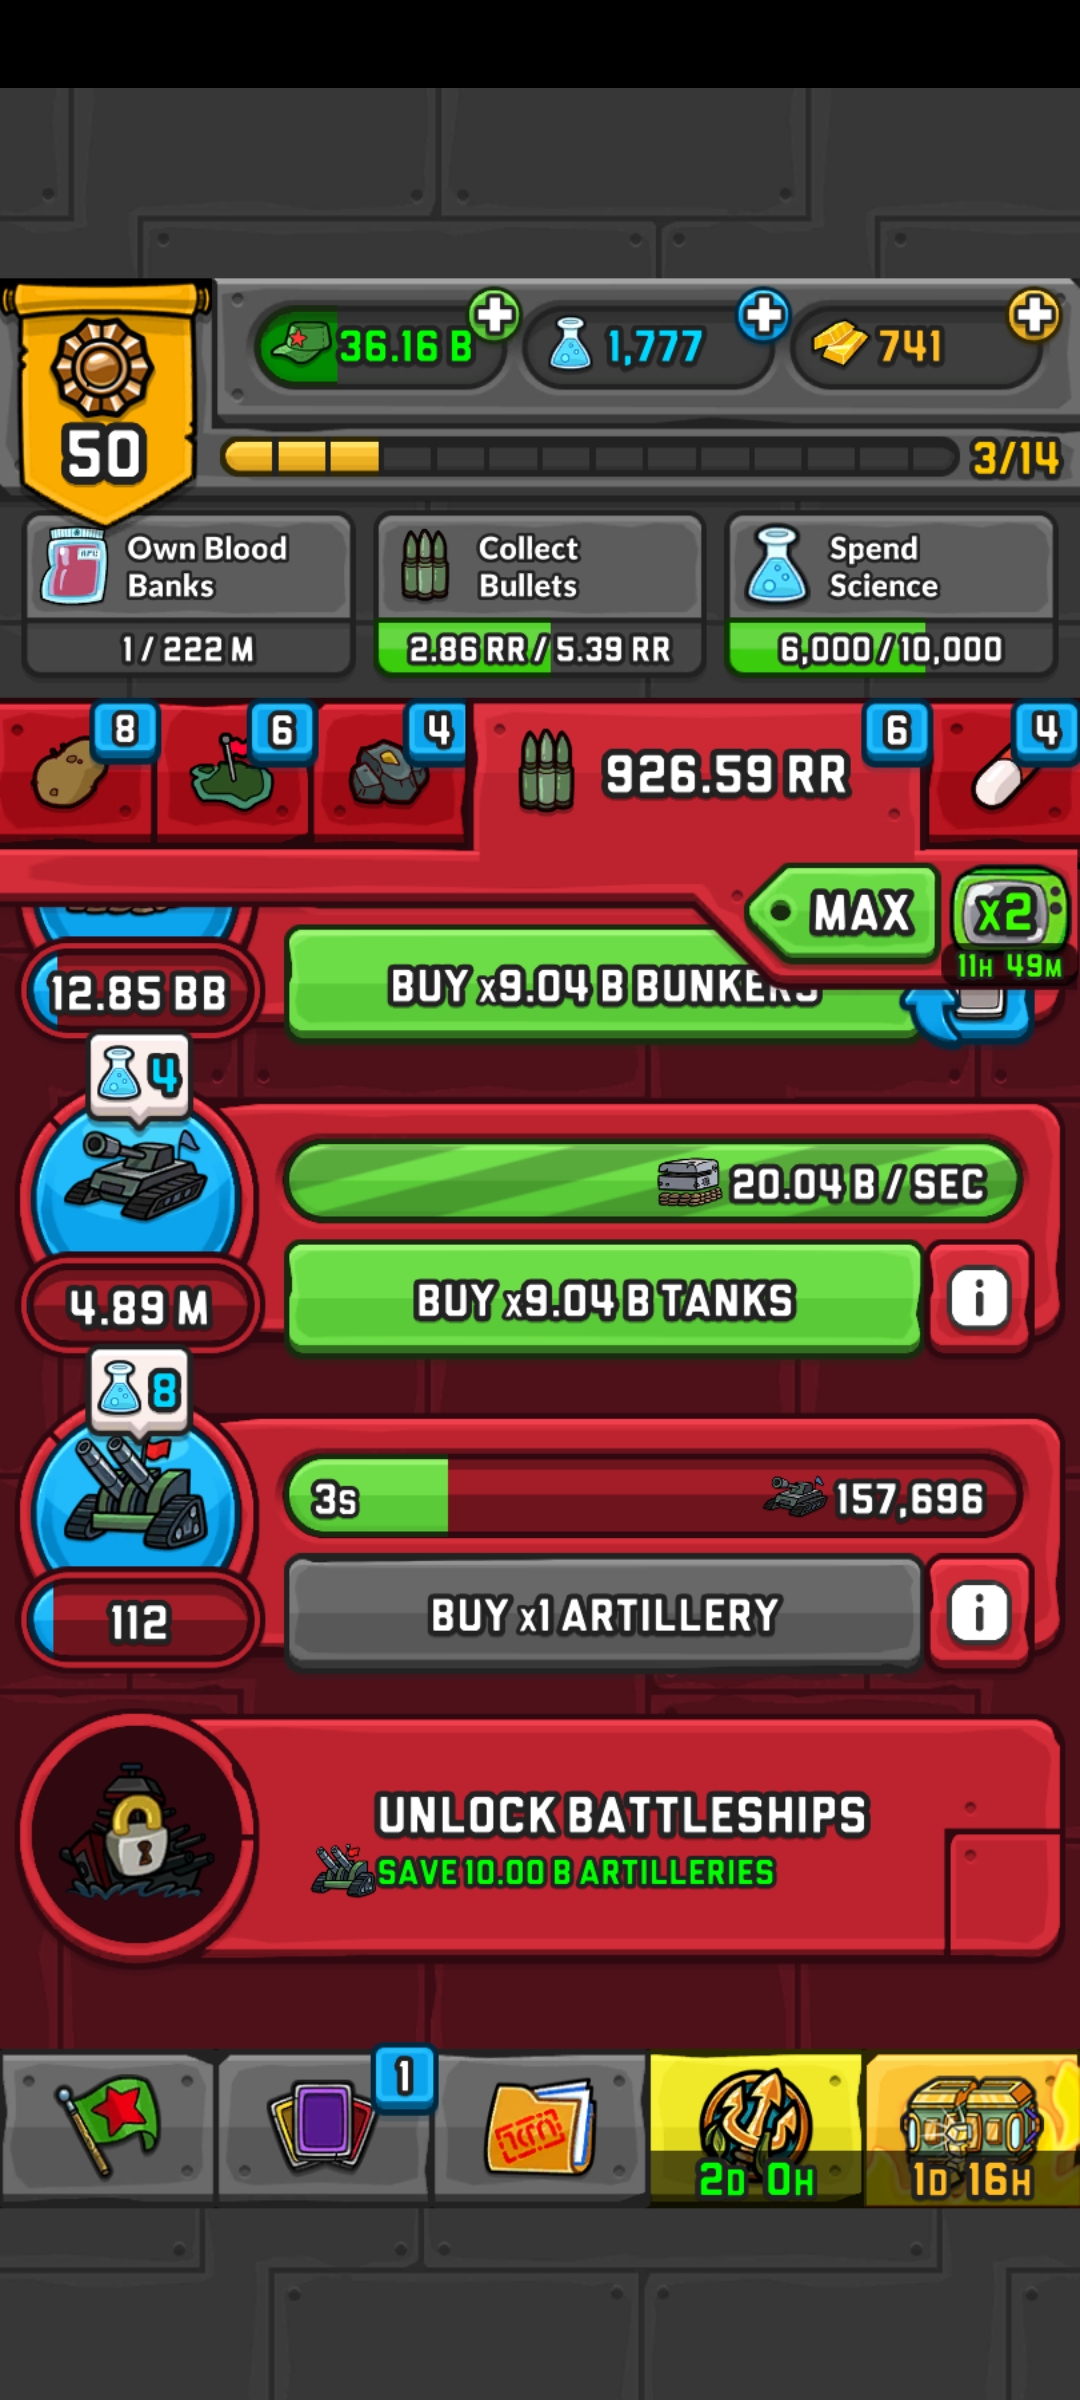 36.16 B
1,777
741
50
3/14
Own Blood
Banks
1 / 222 M
Collect
Bullets
2.86 RR / 5.39 RR
Spend
Science
6,000 / 10,000
8
6
4
926.59 RR
6
4
MAX
x2
11H 49M
12.85 BB
BUY x9.04 B BUNKERS
4
20.04 B / SEC
4.89 M
BUY x9.04 B TANKS
i
8
3s
157,696
112
BUY x1 ARTILLERY
i
UNLOCK BATTLESHIPS
SAVE 10.00 B ARTILLERIES
1
2D 0H
1D 16H